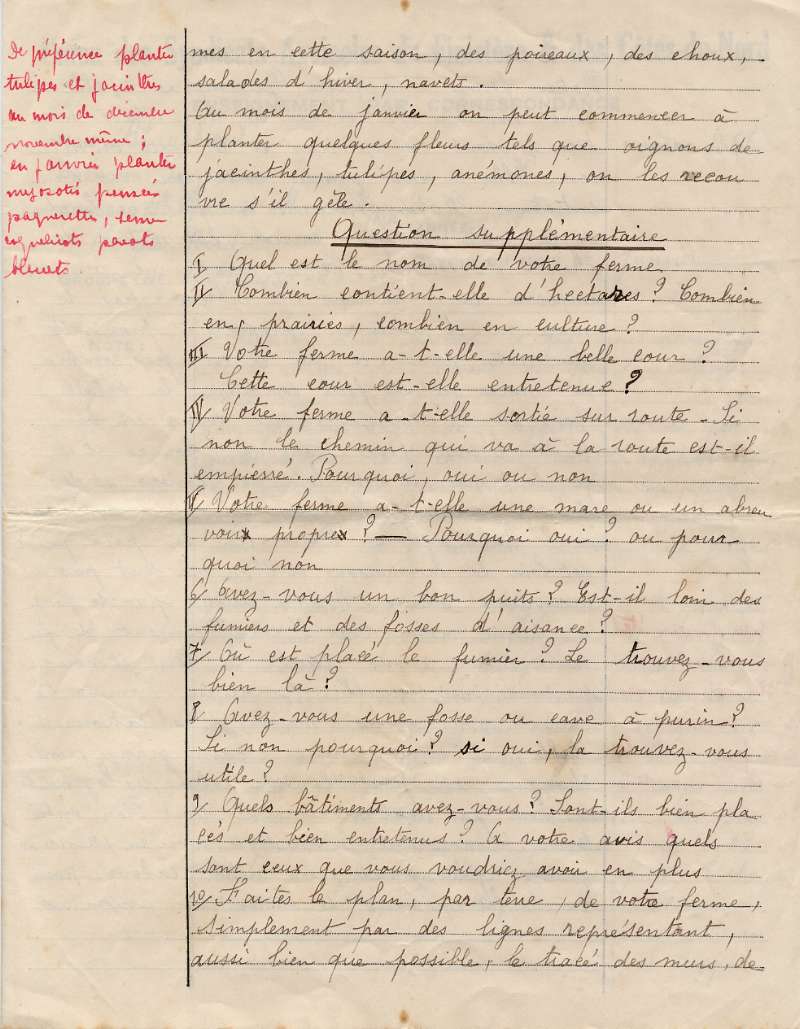 De préférence planter
tulipes et jacinthes
au mois de décembre
novembre même ;
en janvier planter
myosotis pensées
paquerettes, semer
coquelicots pavots
bleuets.
mes en cette saison, des poireaux, des choux,
salades d'hiver, navets.
Au mois de janvier on peut commencer à
planter quelques fleurs tels que oignons de
jacinthes, tulipes, anémones, on les recou
vre s'il gèle.
Question supplémentaire
I Quel est le nom de votre ferme
II Combien contient-elle d'hectares ? Combien
en prairies, combien en culture ?
III Votre ferme a-t-elle une belle cour ?
Cette cour est-elle entretenue ?
IV Votre ferme a-t-elle sortie sur route. Si
non le chemin qui va à la route est-il
empierré. Pourquoi, oui ou non
V Votre ferme a-t-elle une mare ou un abreu
voir propre ? — Pourquoi oui ? ou pour
quoi non
6/ Avez-vous un bon puits ? Est-il loin des
fumiers et des fosses d'aisance ?
7/ Où est placé le fumier ? Le trouvez-vous
bien là ?
8 Avez-vous une fosse ou cave à purin ?
Si non pourquoi ? si oui, la trouvez-vous
utile ?
9/ Quels bâtiments avez-vous ? Sont-ils bien pla
cés et bien entretenus ? A votre avis quels
sont ceux que vous voudriez avoir en plus
10/ Faites le plan, par terre, de votre ferme,
simplement par des lignes représentant,
aussi bien que possible, le tracé des murs, de